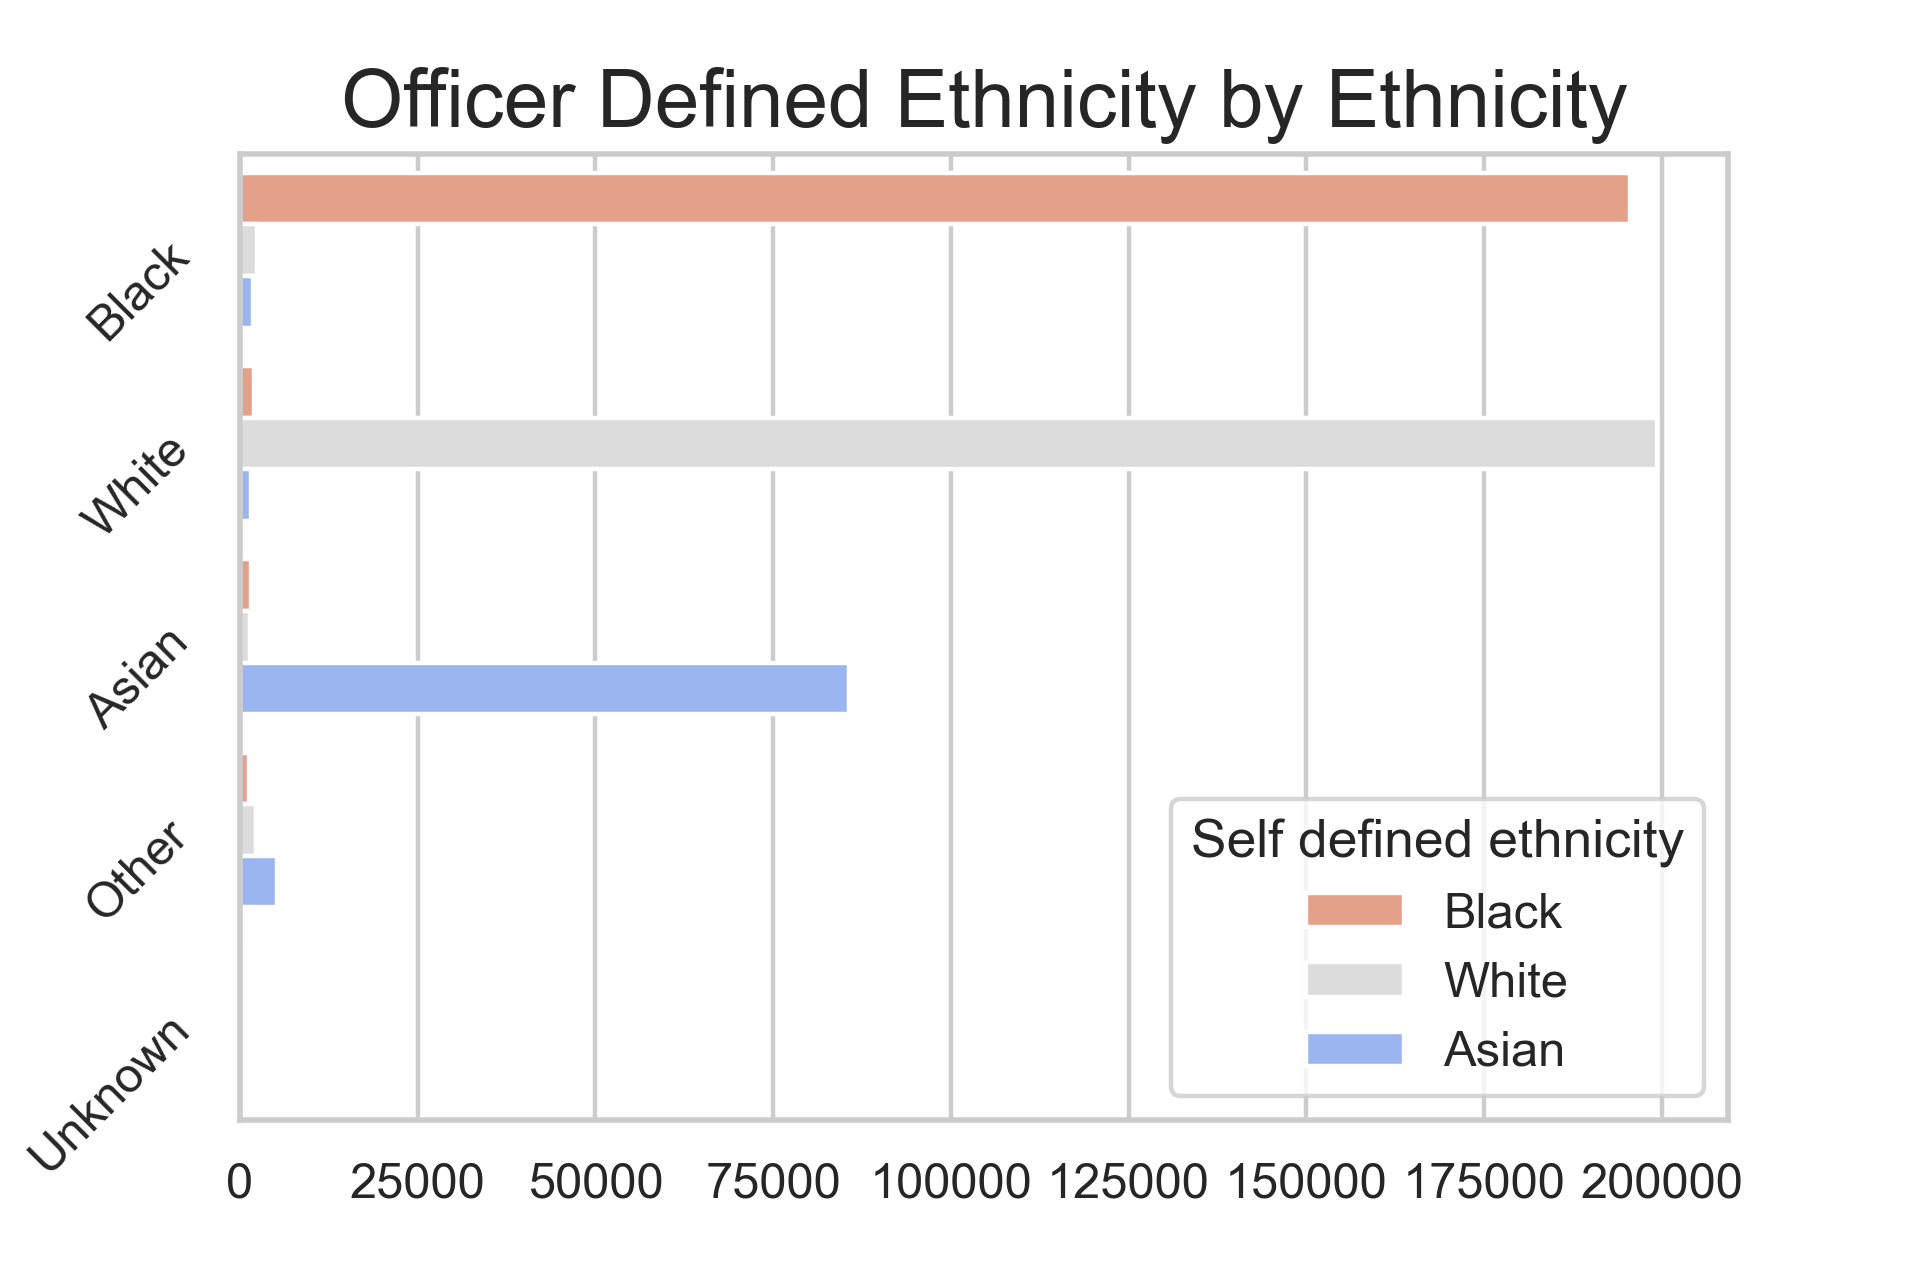 Officer Defined Ethnicity by Ethnicity
Black
White
Asian
Other
Unknown
Self defined ethnicity
Black
White
Asian
0 25000 50000 75000 100000 125000 150000 175000 200000